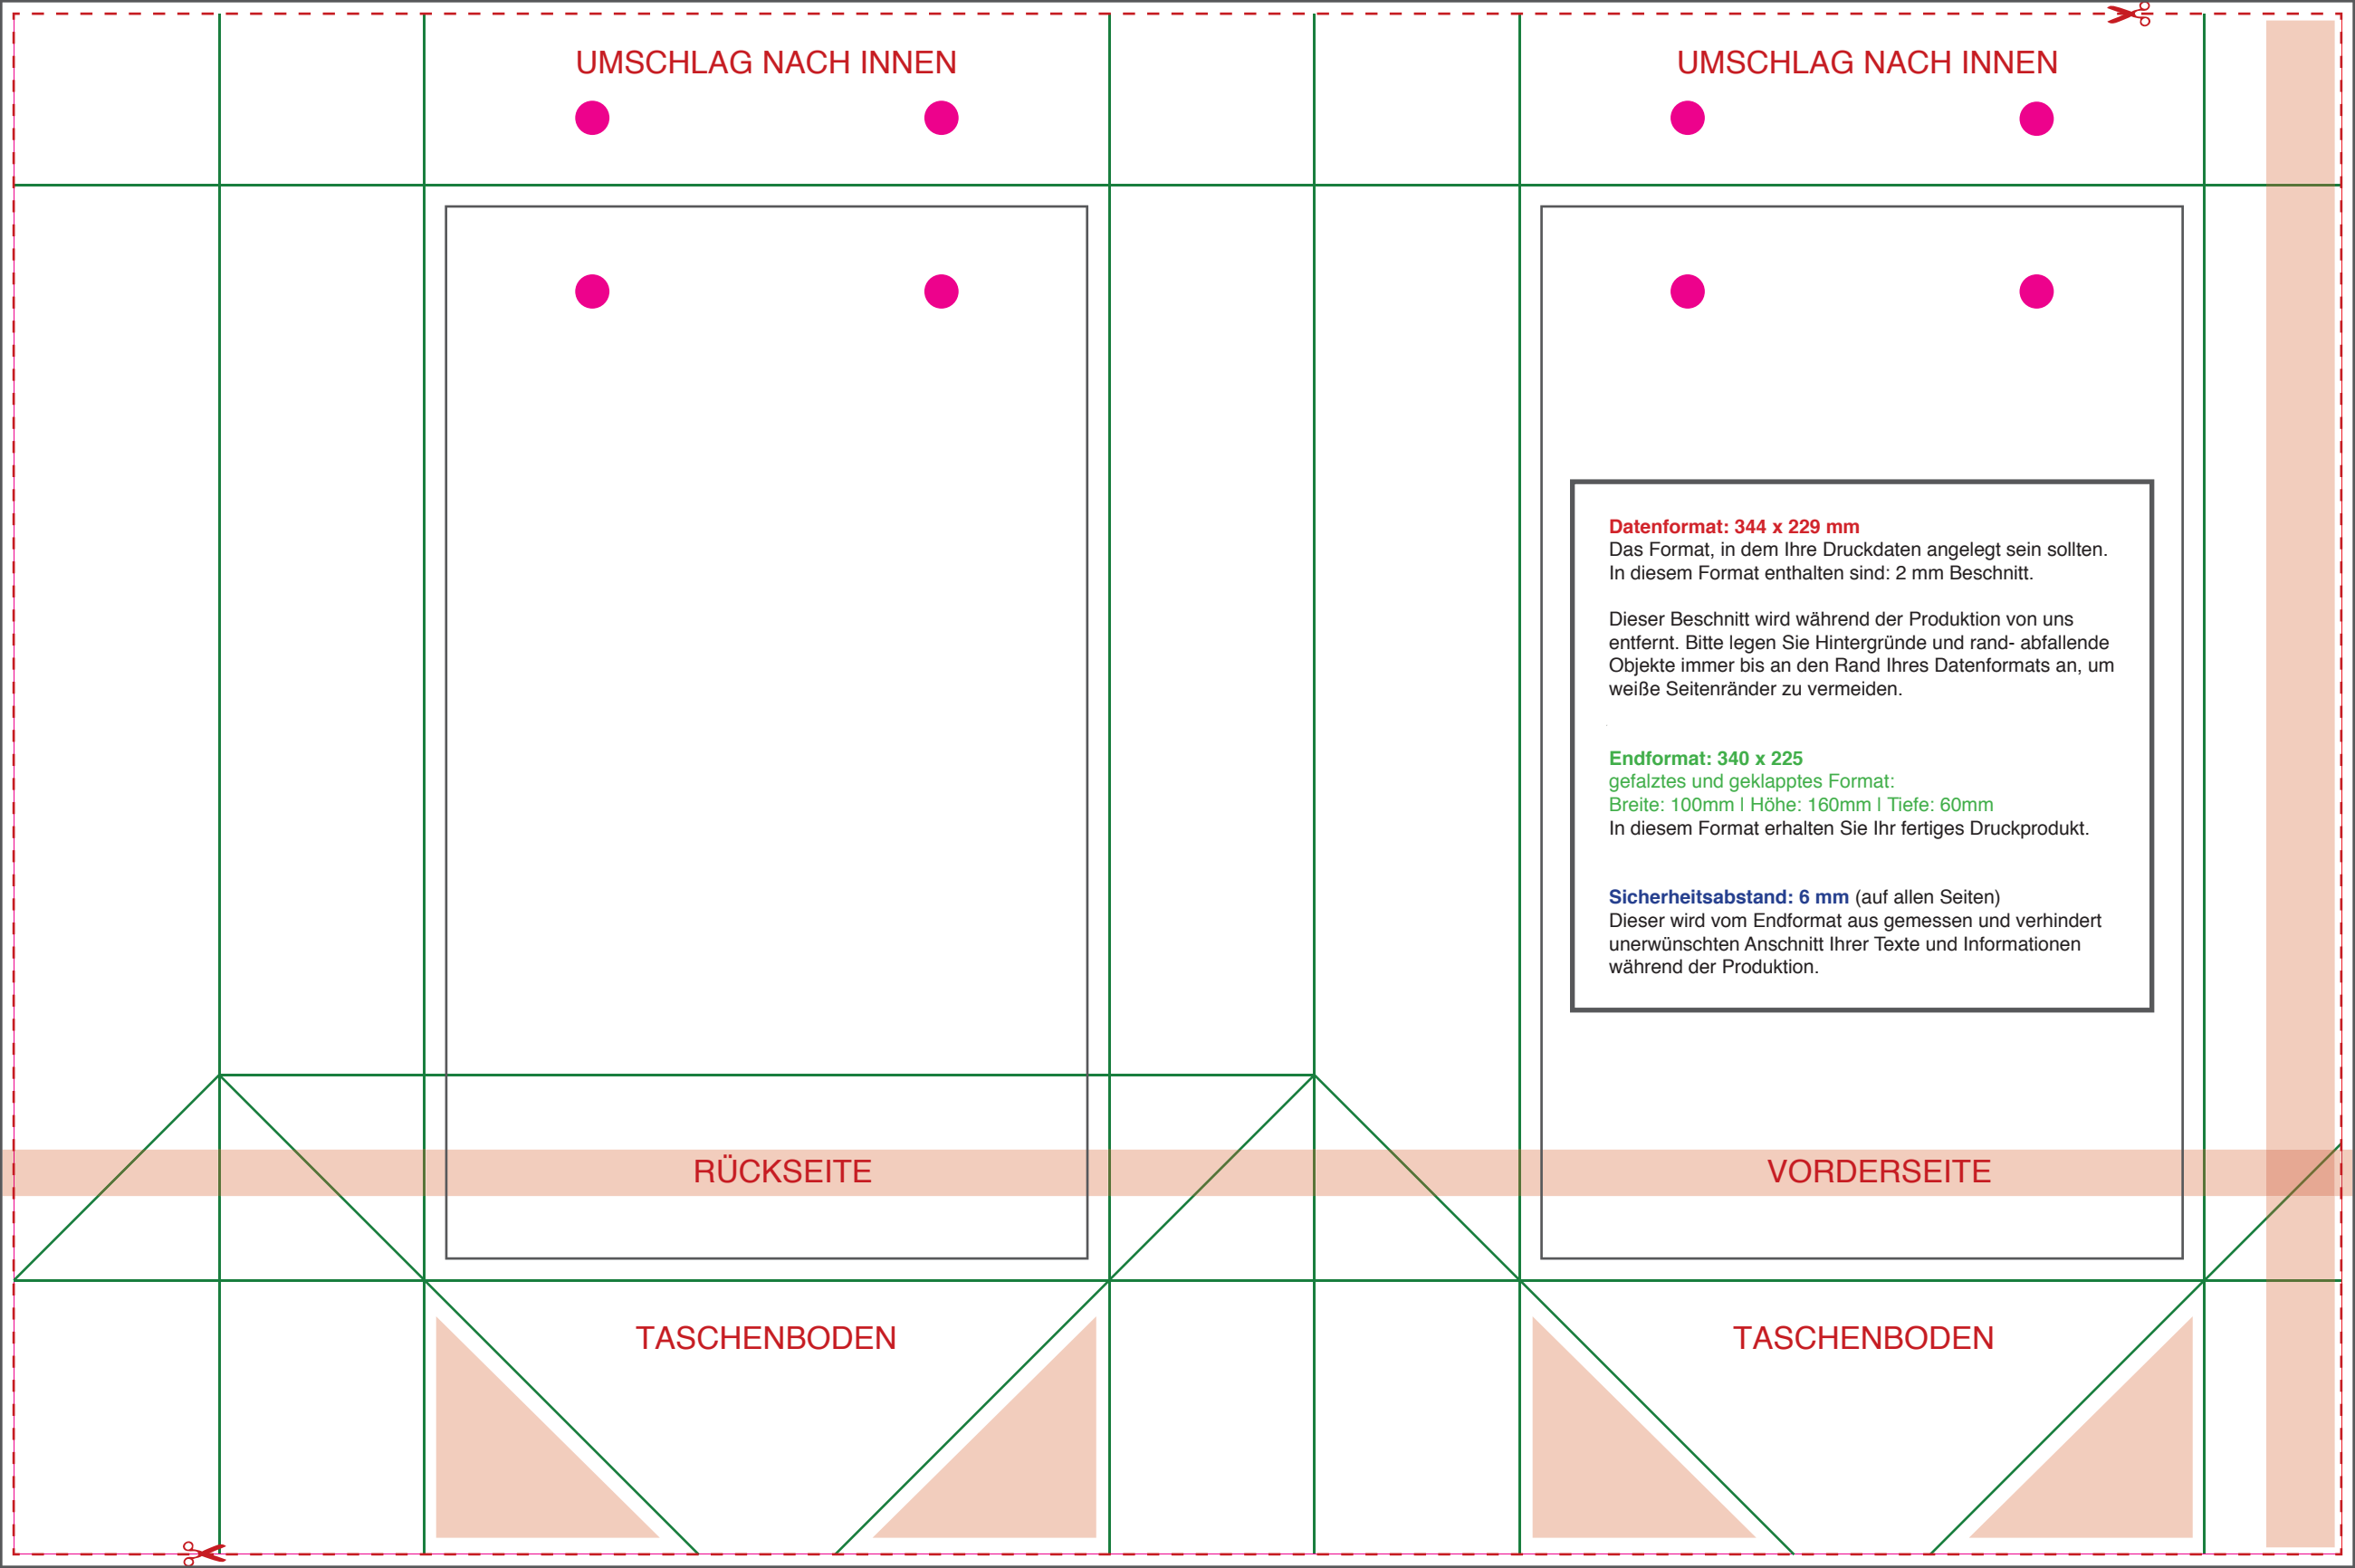 UMSCHLAG NACH INNEN
UMSCHLAG NACH INNEN
Datenformat: 344 x 229 mm
Das Format, in dem Ihre Druckdaten angelegt sein sollten.
In diesem Format enthalten sind: 2 mm Beschnitt.
Dieser Beschnitt wird während der Produktion von uns
entfernt. Bitte legen Sie Hintergründe und rand- abfallende
Objekte immer bis an den Rand Ihres Datenformats an, um
weiße Seitenränder zu vermeiden.
Endformat: 340 x 225
gefalztes und geklapptes Format:
Breite: 100mm l Höhe: 160mm l Tiefe: 60mm
In diesem Format erhalten Sie Ihr fertiges Druckprodukt.
Sicherheitsabstand: 6 mm (auf allen Seiten)
Dieser wird vom Endformat aus gemessen und verhindert
unerwünschten Anschnitt Ihrer Texte und Informationen
während der Produktion.
RÜCKSEITE
VORDERSEITE
TASCHENBODEN
TASCHENBODEN